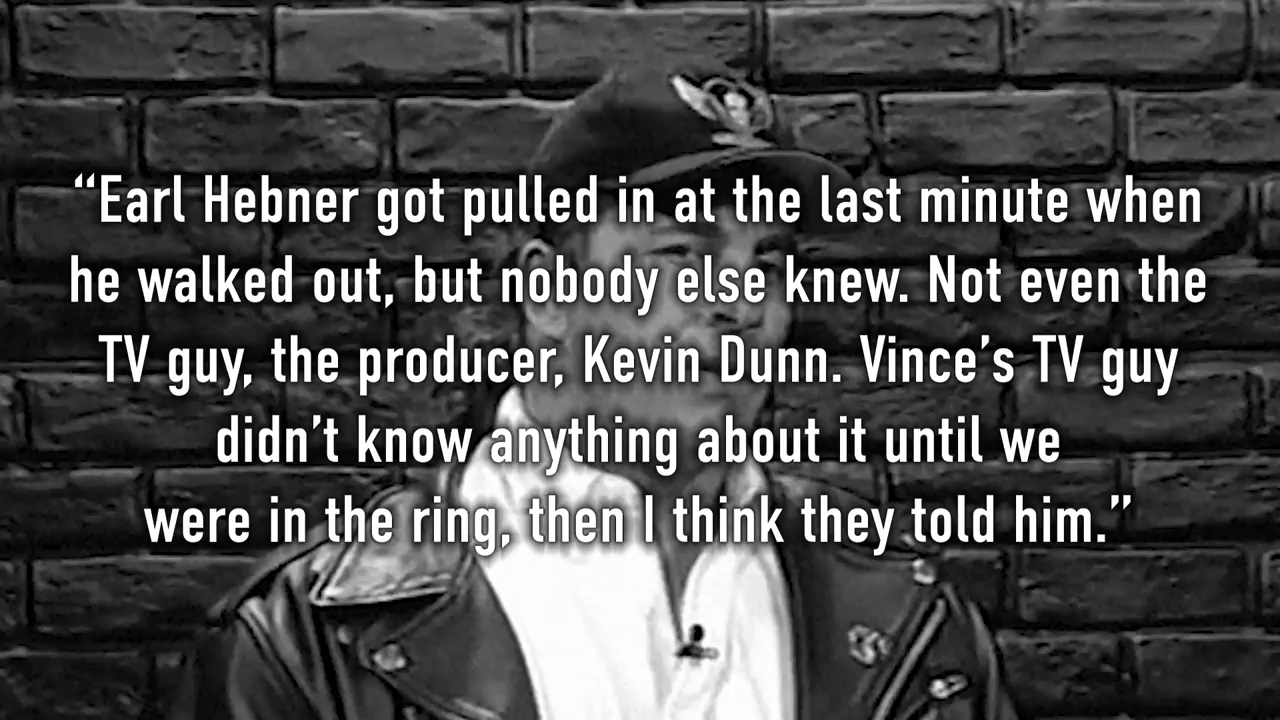 “Earl Hebner got pulled in at the last minute when
he walked out, but nobody else knew. Not even the
TV guy, the producer, Kevin Dunn. Vince’s TV guy
didn’t know anything about it until we
were in the ring, then I think they told him.”